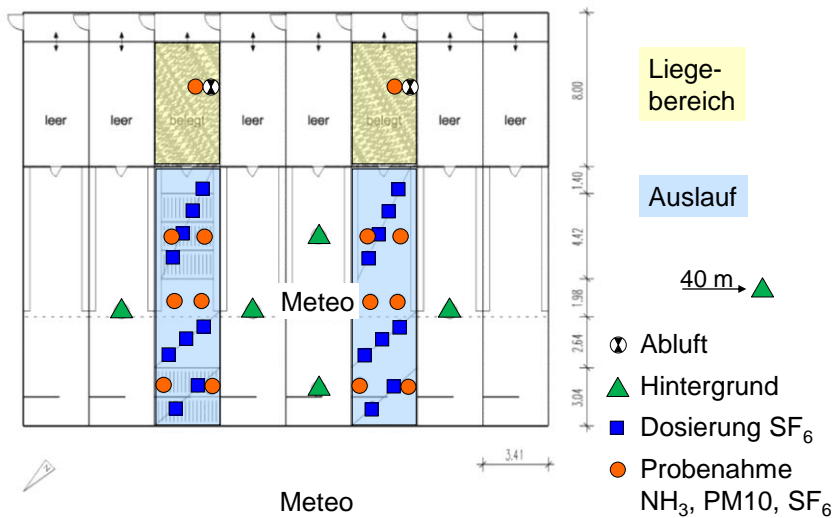 leer
leer
belegt
leer
leer
belegt
leer
leer
8.00
1.40
4.42
1.98
2.64
3.04
3.41
Meteo
Meteo
N
Liege-
bereich
Auslauf
40 m
Abluft
Hintergrund
Dosierung SF₆
Probenahme
NH₃, PM10, SF₆